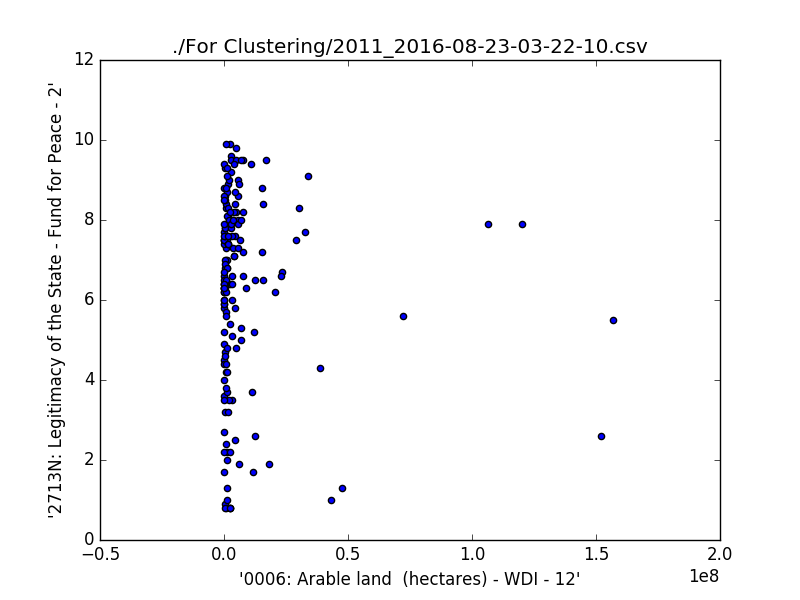 ./For Clustering/2011_2016-08-23-03-22-10.csv
12
10
8
6
4
2
0
'2713N: Legitimacy of the State - Fund for Peace - 2'
−0.5 0.0 0.5 1.0 1.5 2.0
1e8
'0006: Arable land  (hectares) - WDI - 12'